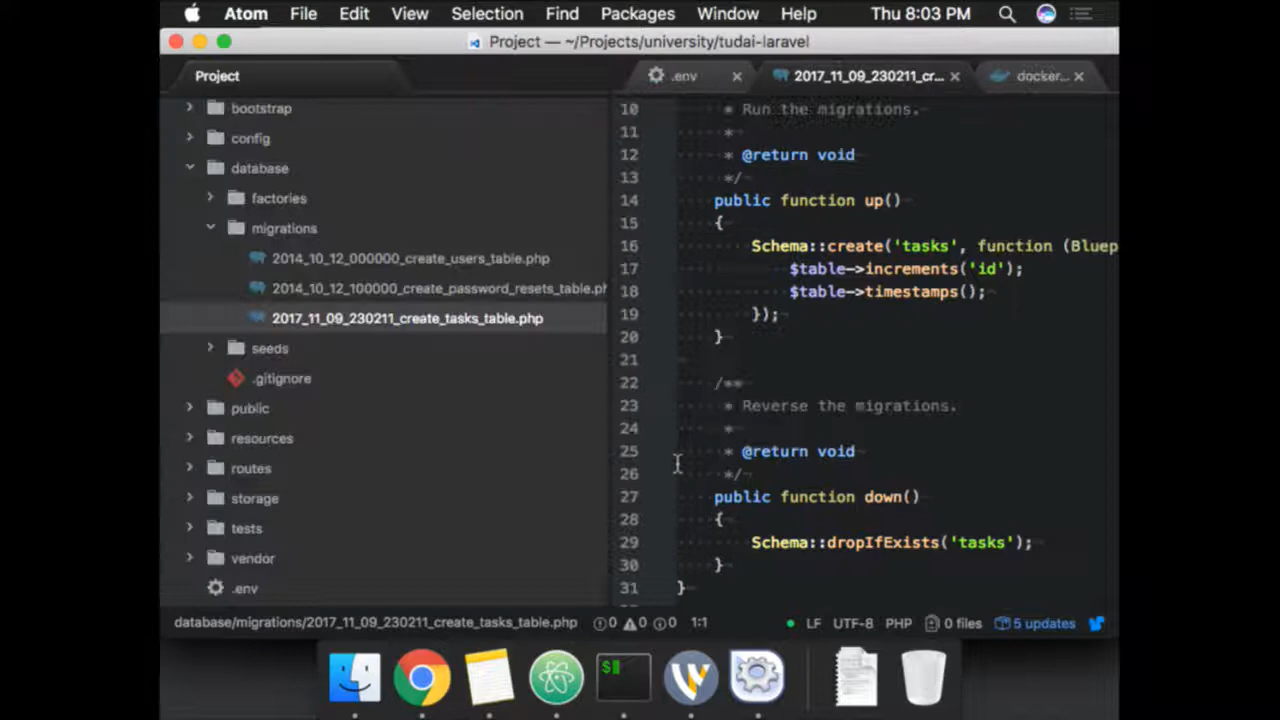 Atom File Edit View Selection Find Packages Window Help Thu 8:03 PM
Project — ~/Projects/university/tudai-laravel
Project
.env
2017_11_09_230211_cr...
docker...
bootstrap
config
database
factories
migrations
2014_10_12_000000_create_users_table.php
2014_10_12_100000_create_password_resets_table.ph
2017_11_09_230211_create_tasks_table.php
seeds
.gitignore
public
resources
routes
storage
tests
vendor
.env
10 * Run the migrations.
11 *
12 * @return void
13 */
14 public function up()
15 {
16 Schema::create('tasks', function (Bluep
17 $table->increments('id');
18 $table->timestamps();
19 });
20 }
21
22 /**
23 * Reverse the migrations.
24 *
25 * @return void
26 */
27 public function down()
28 {
29 Schema::dropIfExists('tasks');
30 }
31 }
database/migrations/2017_11_09_230211_create_tasks_table.php 0 0 0 1:1 LF UTF-8 PHP 0 files 5 updates
$